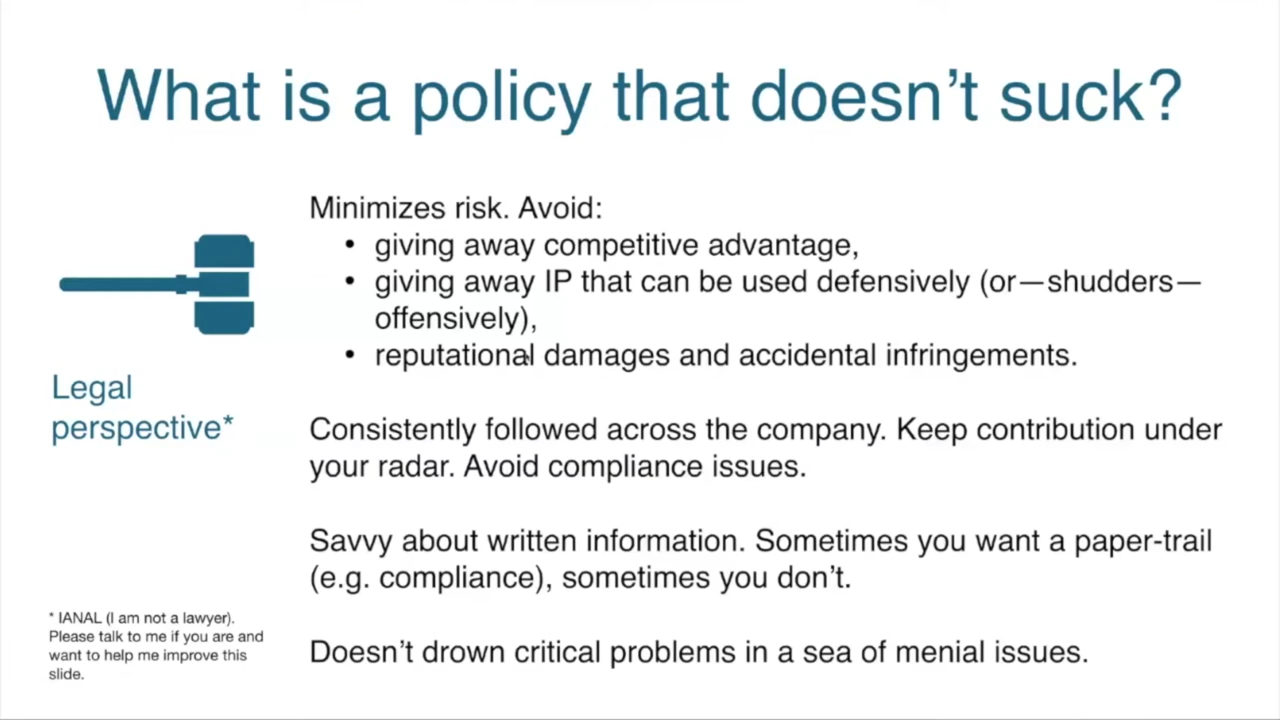 What is a policy that doesn’t suck?
Minimizes risk. Avoid:
• giving away competitive advantage,
• giving away IP that can be used defensively (or—shudders—
offensively),
• reputational damages and accidental infringements.
Legal
perspective*
Consistently followed across the company. Keep contribution under
your radar. Avoid compliance issues.
Savvy about written information. Sometimes you want a paper-trail
(e.g. compliance), sometimes you don’t.
* IANAL (I am not a lawyer).
Please talk to me if you are and
want to help me improve this
slide.
Doesn’t drown critical problems in a sea of menial issues.